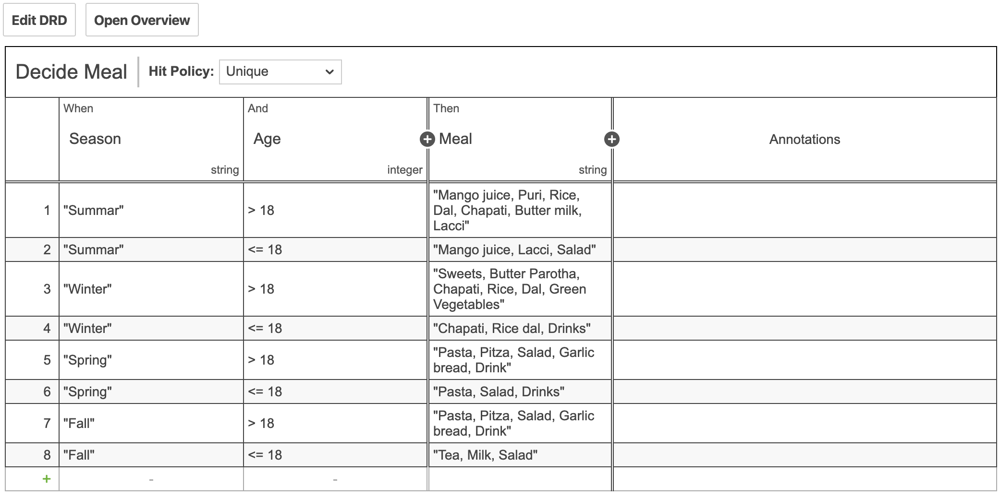 Edit DRD Open Overview
Decide Meal Hit Policy: Unique
When And Then
Season Age Meal Annotations
string integer string
1 "Summar" > 18 "Mango juice, Puri, Rice,
Dal, Chapati, Butter milk,
Lacci"
2 "Summar" <= 18 "Mango juice, Lacci, Salad"
3 "Winter" > 18 "Sweets, Butter Parotha,
Chapati, Rice, Dal, Green
Vegetables"
4 "Winter" <= 18 "Chapati, Rice dal, Drinks"
5 "Spring" > 18 "Pasta, Pitza, Salad, Garlic
bread, Drink"
6 "Spring" <= 18 "Pasta, Salad, Drinks"
7 "Fall" > 18 "Pasta, Pitza, Salad, Garlic
bread, Drink"
8 "Fall" <= 18 "Tea, Milk, Salad"
+ - -